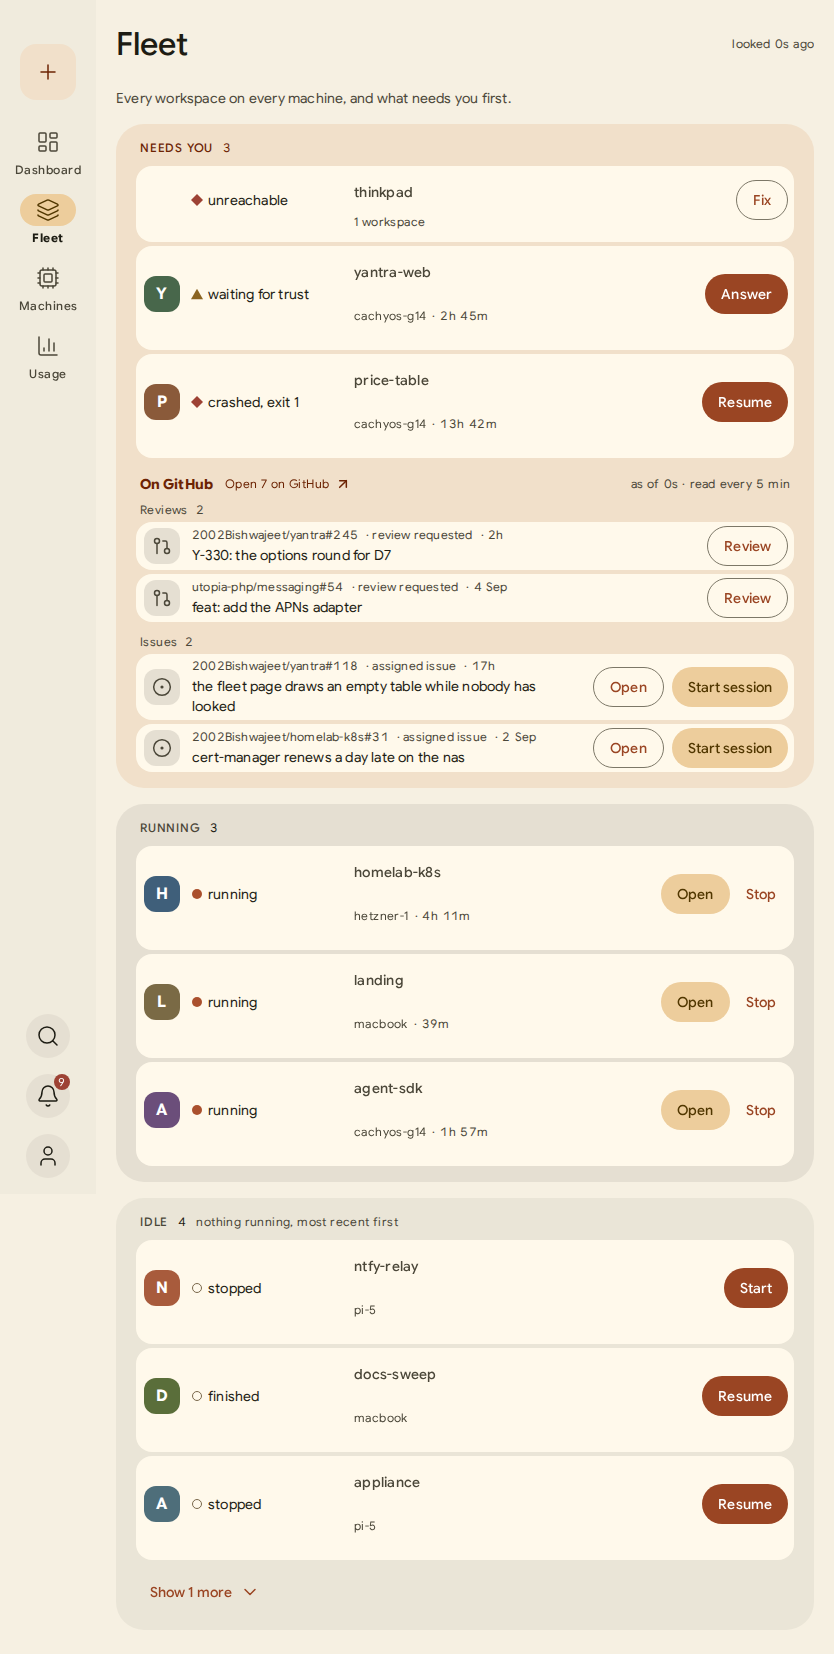 Fleet
looked 0s ago
Every workspace on every machine, and what needs you first.
Dashboard
Fleet
Machines
Usage
9
NEEDS YOU 3
unreachable
thinkpad
1 workspace
Fix
Y
waiting for trust
yantra-web
cachyos-g14 · 2h 45m
Answer
P
crashed, exit 1
price-table
cachyos-g14 · 13h 42m
Resume
On GitHub Open 7 on GitHub
as of 0s · read every 5 min
Reviews 2
2002Bishwajeet/yantra#245 · review requested · 2h
Y-330: the options round for D7
Review
utopia-php/messaging#54 · review requested · 4 Sep
feat: add the APNs adapter
Review
Issues 2
2002Bishwajeet/yantra#118 · assigned issue · 17h
the fleet page draws an empty table while nobody has
looked
Open
Start session
2002Bishwajeet/homelab-k8s#31 · assigned issue · 2 Sep
cert-manager renews a day late on the nas
Open
Start session
RUNNING 3
H
running
homelab-k8s
hetzner-1 · 4h 11m
Open
Stop
L
running
landing
macbook · 39m
Open
Stop
A
running
agent-sdk
cachyos-g14 · 1h 57m
Open
Stop
IDLE 4 nothing running, most recent first
N
stopped
ntfy-relay
pi-5
Start
D
finished
docs-sweep
macbook
Resume
A
stopped
appliance
pi-5
Resume
Show 1 more